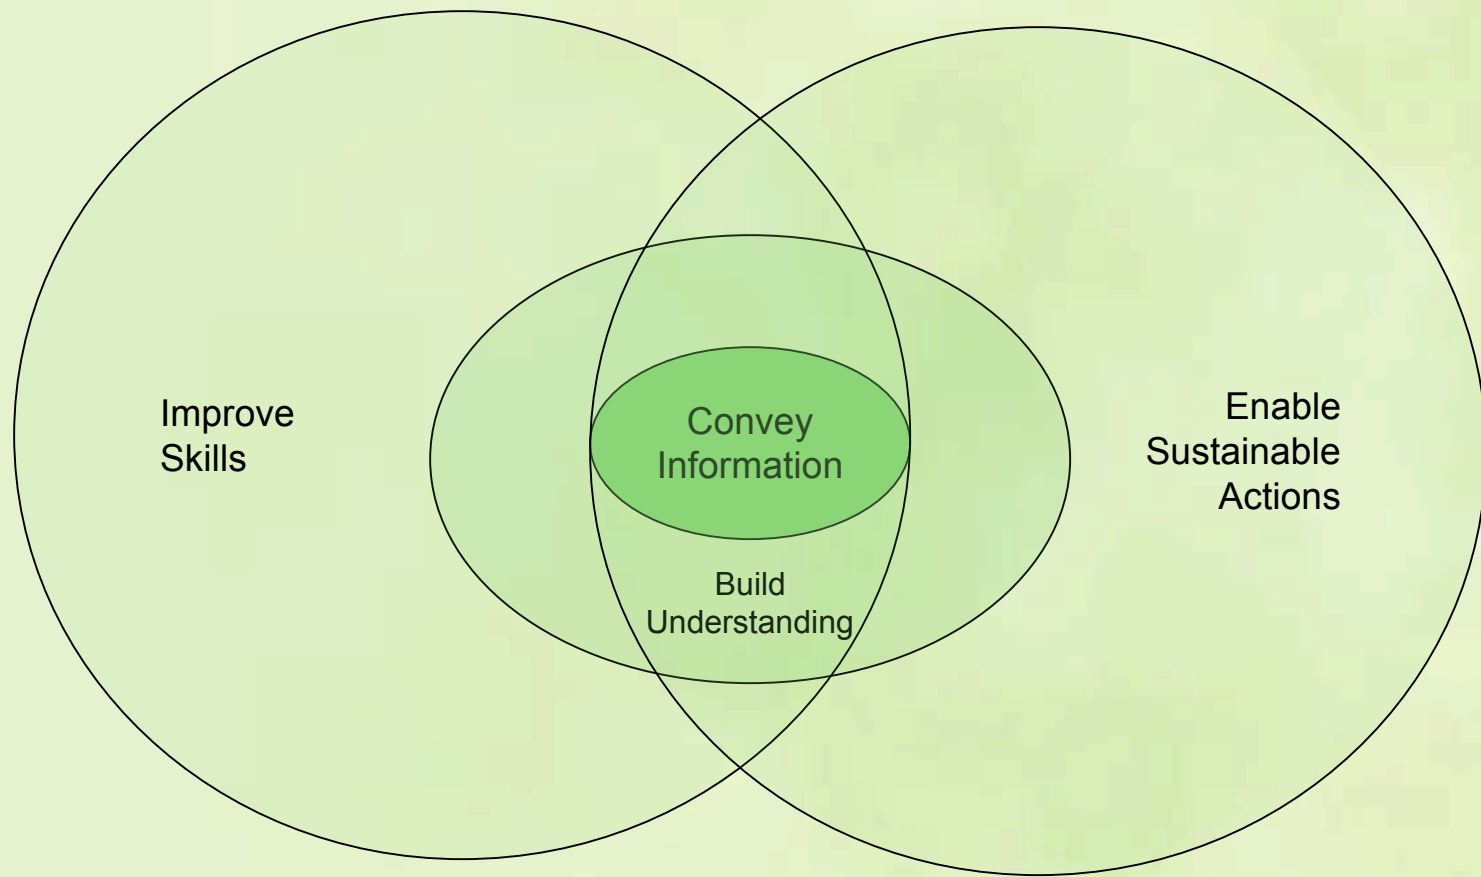 Improve
Skills
Convey
Information
Build
Understanding
Enable
Sustainable
Actions